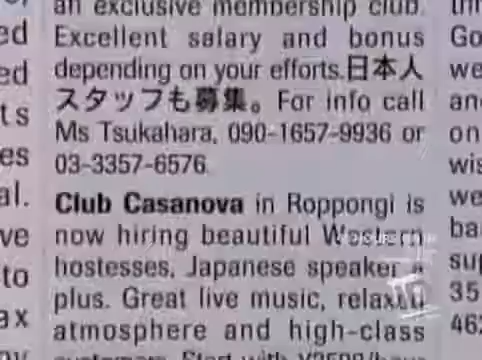 an exclusive membership club.
Excellent salary and bonus
depending on your efforts.日本人
スタッフも募集。For info call
Ms Tsukahara, 090-1657-9936 or
03-3357-6576.
Club Casanova in Roppongi is
now hiring beautiful Western
hostesses. Japanese speaker a
plus. Great live music, relaxed
atmosphere and high-class